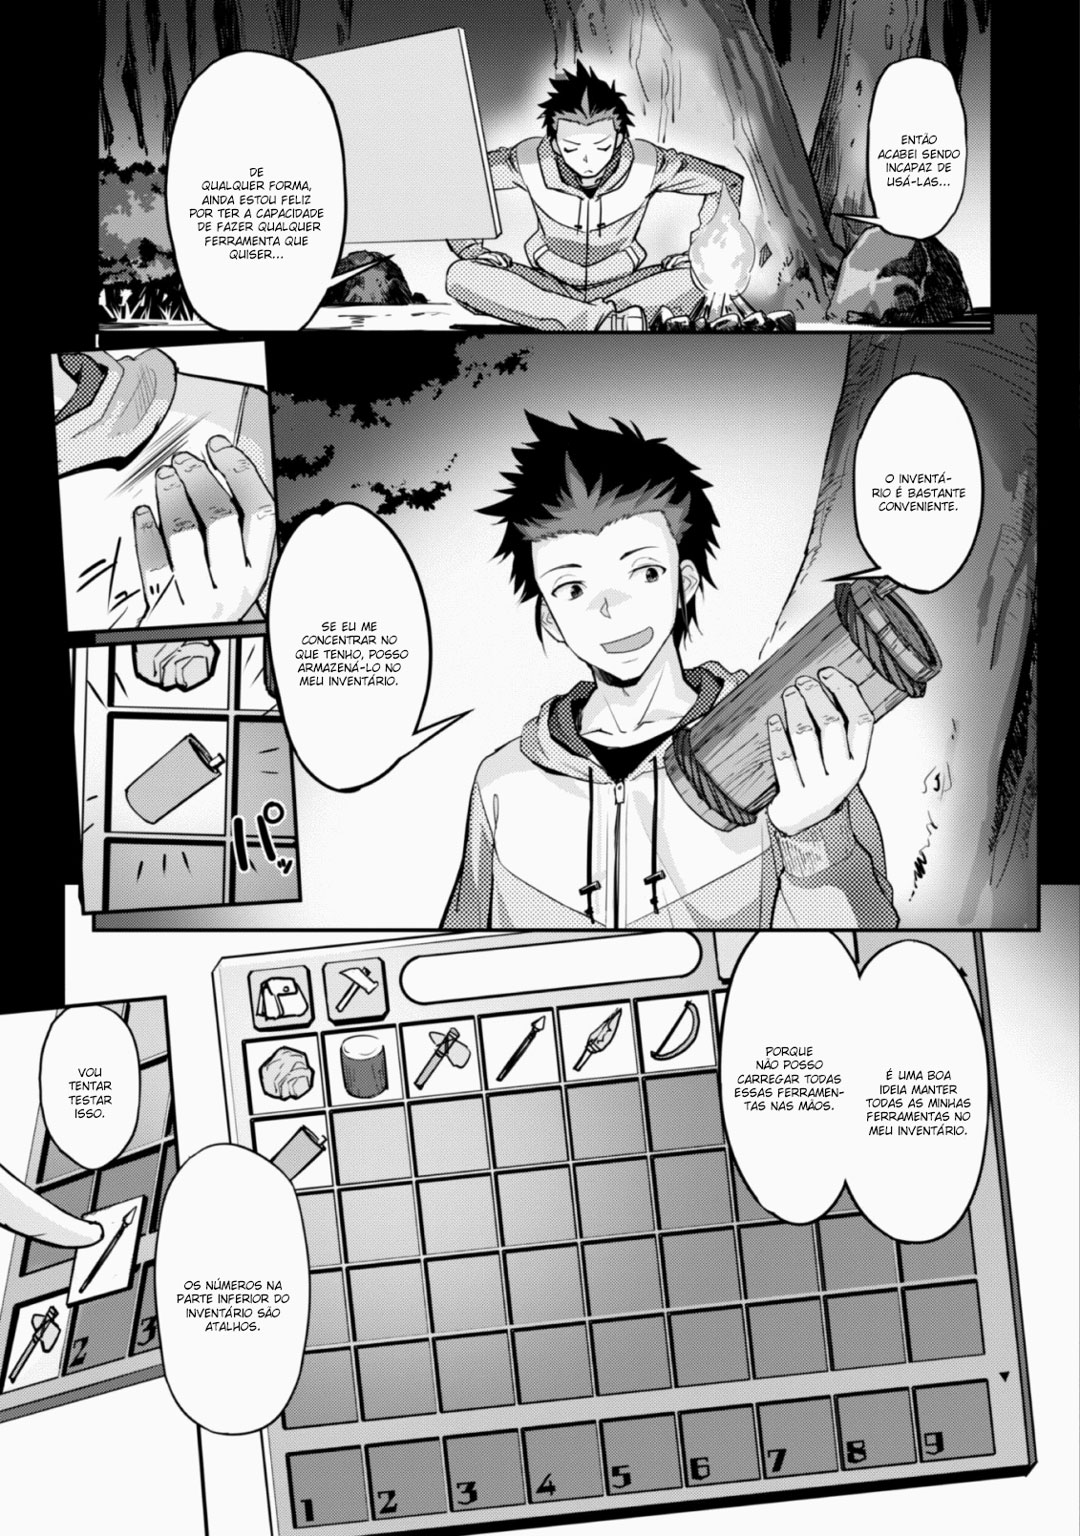 ENTÃO
ACABEI SENDO
INCAPAZ DE
USÁ-LAS...
DE
QUALQUER FORMA,
AINDA ESTOU FELIZ
POR TER A CAPACIDADE
DE FAZER QUALQUER
FERRAMENTA QUE
QUISER...
O INVENTÁ-
RIO É BASTANTE
CONVENIENTE.
SE EU ME
CONCENTRAR NO
QUE TENHO, POSSO
ARMAZENÁ-LO NO
MEU INVENTÁRIO.
パッ
É UMA BOA
IDEIA MANTER
TODAS AS MINHAS
FERRAMENTAS NO
MEU INVENTÁRIO.
PORQUE
NÃO POSSO
CARREGAR TODAS
ESSAS FERRAMEN-
TAS NAS MÃOS.
OS NÚMEROS NA
PARTE INFERIOR DO
INVENTÁRIO SÃO
ATALHOS.
1 2 3 4 5 6 7 8 9
VOU
TENTAR
TESTAR
ISSO.
2 3